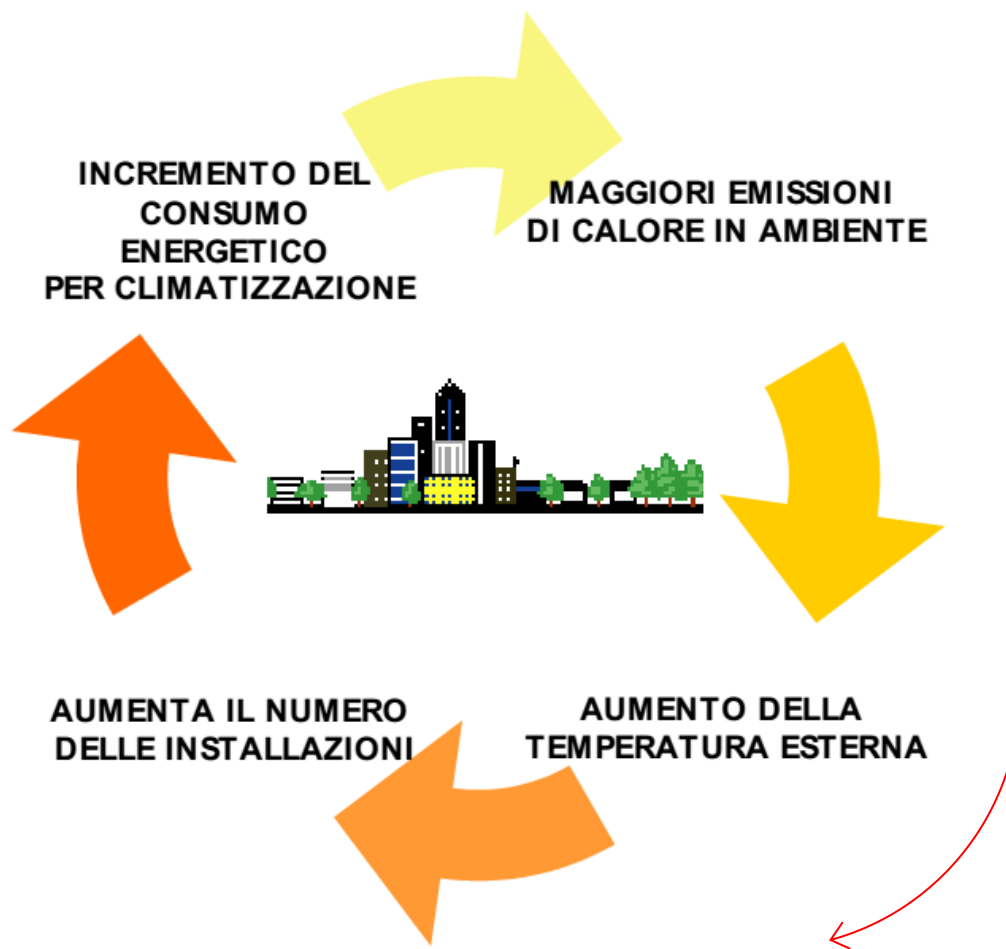 INCREMENTO DEL
CONSUMO
ENERGETICO
PER CLIMATIZZAZIONE
MAGGIORI EMISSIONI
DI CALORE IN AMBIENTE
AUMENTO DELLA
TEMPERATURA ESTERNA
AUMENTA IL NUMERO
DELLE INSTALLAZIONI